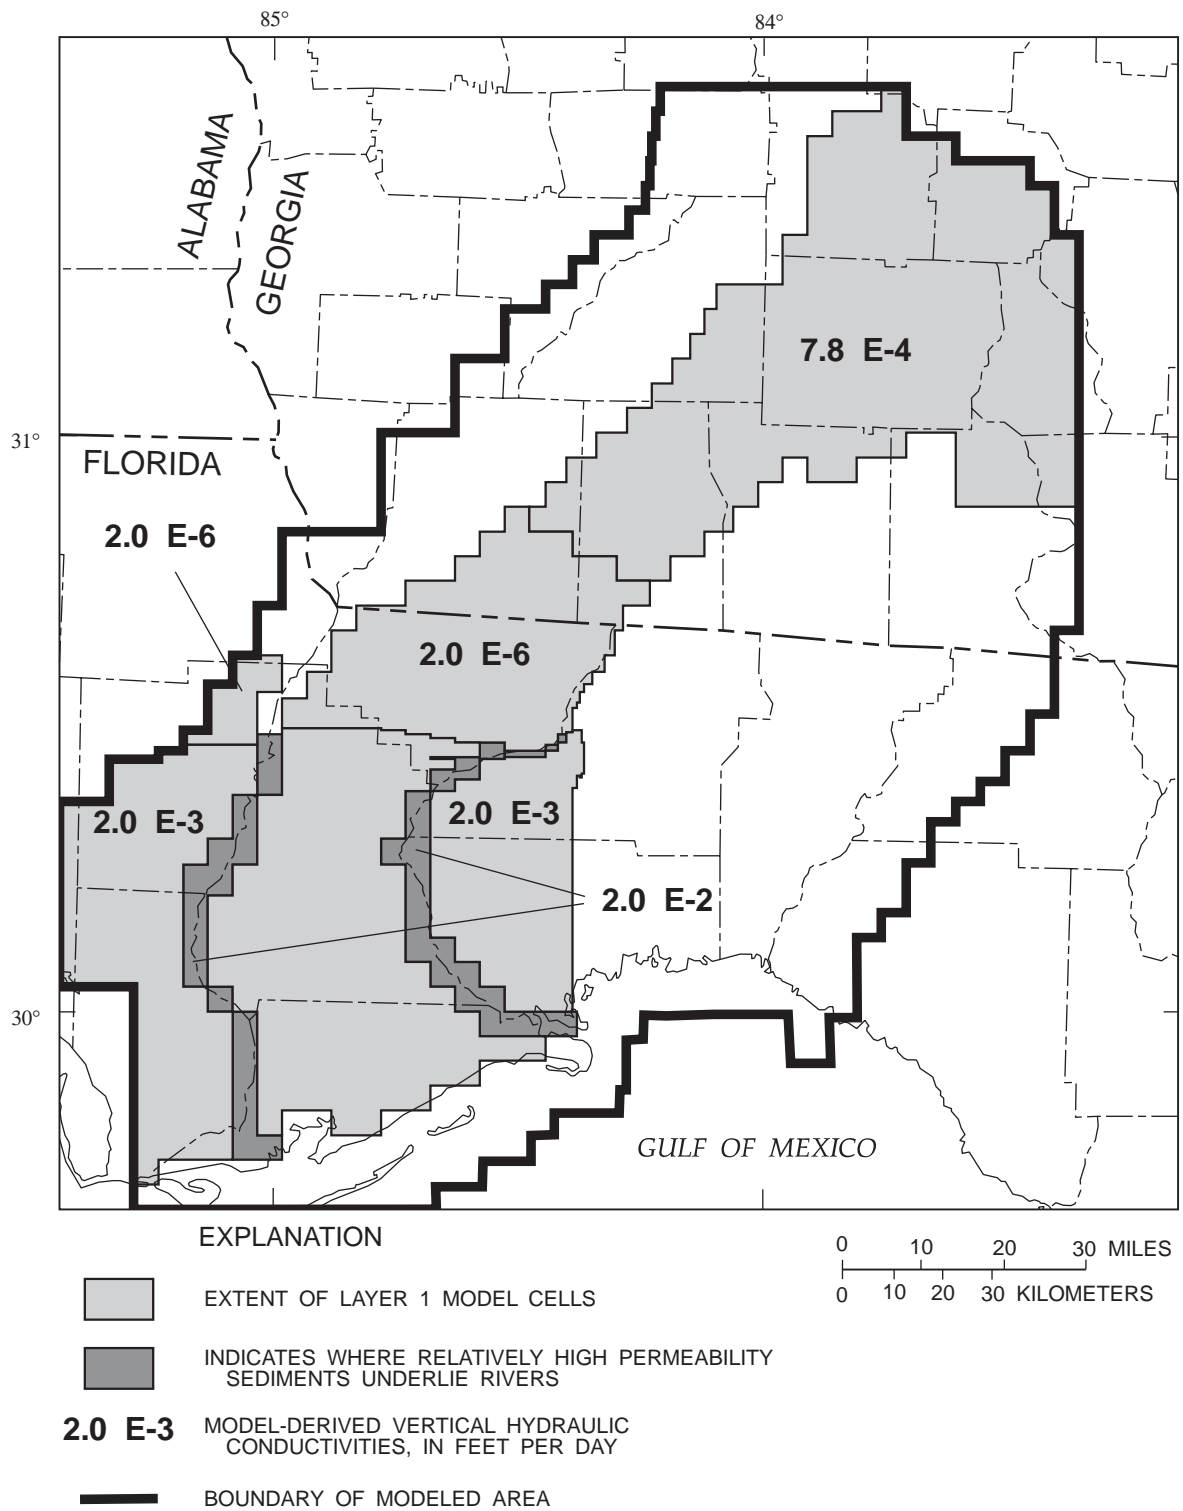 85°
84°
ALABAMA
GEORGIA
7.8 E-4
31°
FLORIDA
2.0 E-6
2.0 E-6
2.0 E-3
2.0 E-3
2.0 E-2
30°
GULF OF MEXICO
EXPLANATION
0 10 20 30 MILES
0 10 20 30 KILOMETERS
EXTENT OF LAYER 1 MODEL CELLS
INDICATES WHERE RELATIVELY HIGH PERMEABILITY
SEDIMENTS UNDERLIE RIVERS
2.0 E-3 MODEL-DERIVED VERTICAL HYDRAULIC
CONDUCTIVITIES, IN FEET PER DAY
BOUNDARY OF MODELED AREA